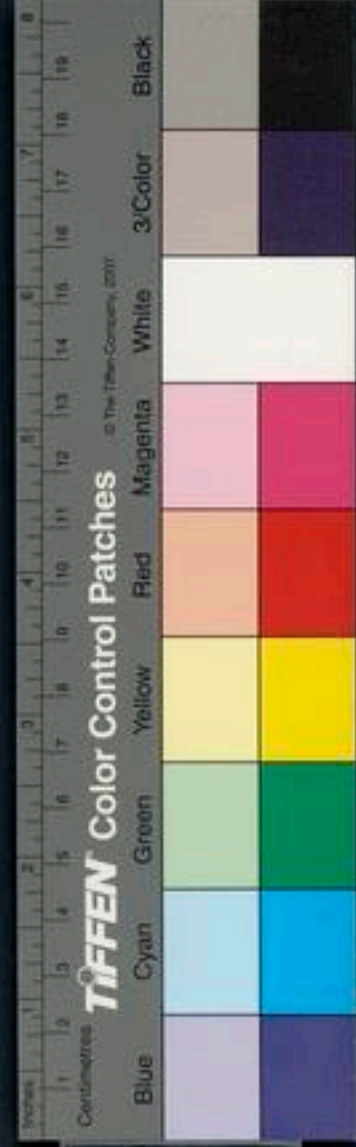 Inches 1 2 3 4 5 6 7 8
Centimetres 1 2 3 4 5 6 7 8 9 10 11 12 13 14 15 16 17 18 19
TIFFEN Color Control Patches © The Tiffen Company, 2007
Blue Cyan Green Yellow Red Magenta White 3/Color Black